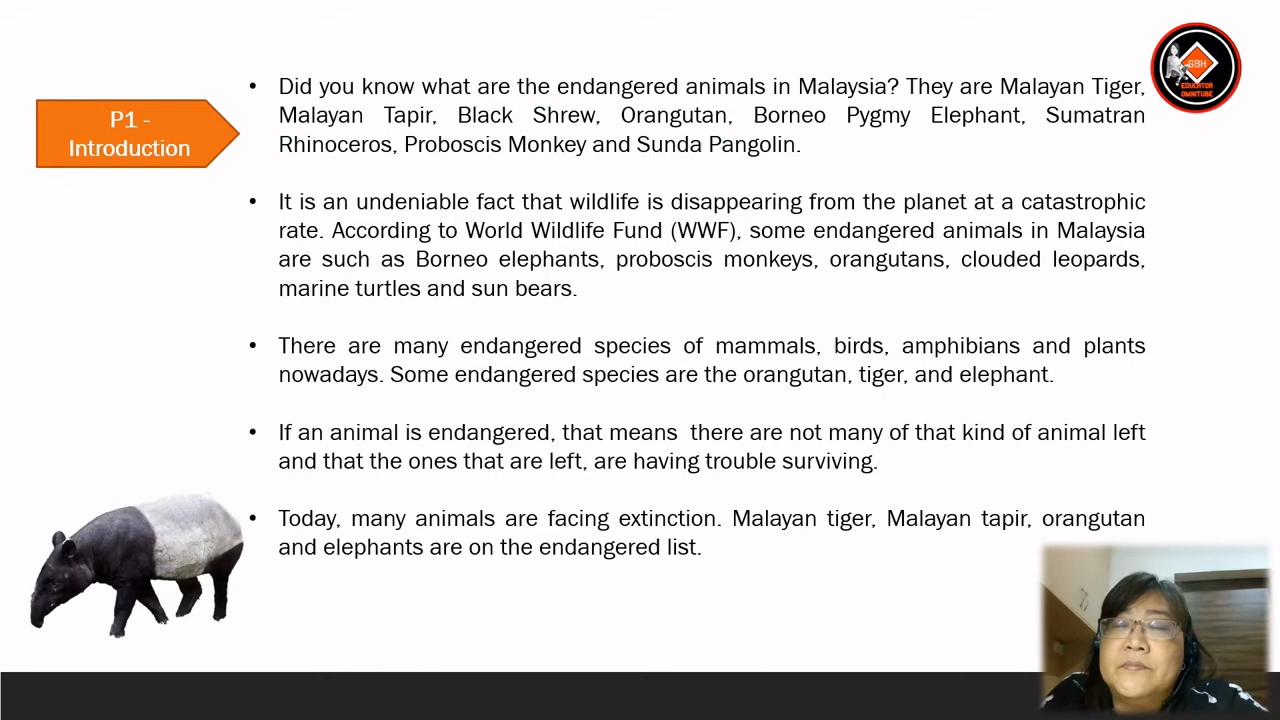 P1 -
Introduction
• Did you know what are the endangered animals in Malaysia? They are Malayan Tiger,
Malayan Tapir, Black Shrew, Orangutan, Borneo Pygmy Elephant, Sumatran
Rhinoceros, Proboscis Monkey and Sunda Pangolin.
• It is an undeniable fact that wildlife is disappearing from the planet at a catastrophic
rate. According to World Wildlife Fund (WWF), some endangered animals in Malaysia
are such as Borneo elephants, proboscis monkeys, orangutans, clouded leopards,
marine turtles and sun bears.
• There are many endangered species of mammals, birds, amphibians and plants
nowadays. Some endangered species are the orangutan, tiger, and elephant.
• If an animal is endangered, that means  there are not many of that kind of animal left
and that the ones that are left, are having trouble surviving.
• Today, many animals are facing extinction. Malayan tiger, Malayan tapir, orangutan
and elephants are on the endangered list.
SBH
EDUCATOR
OMNITUBE